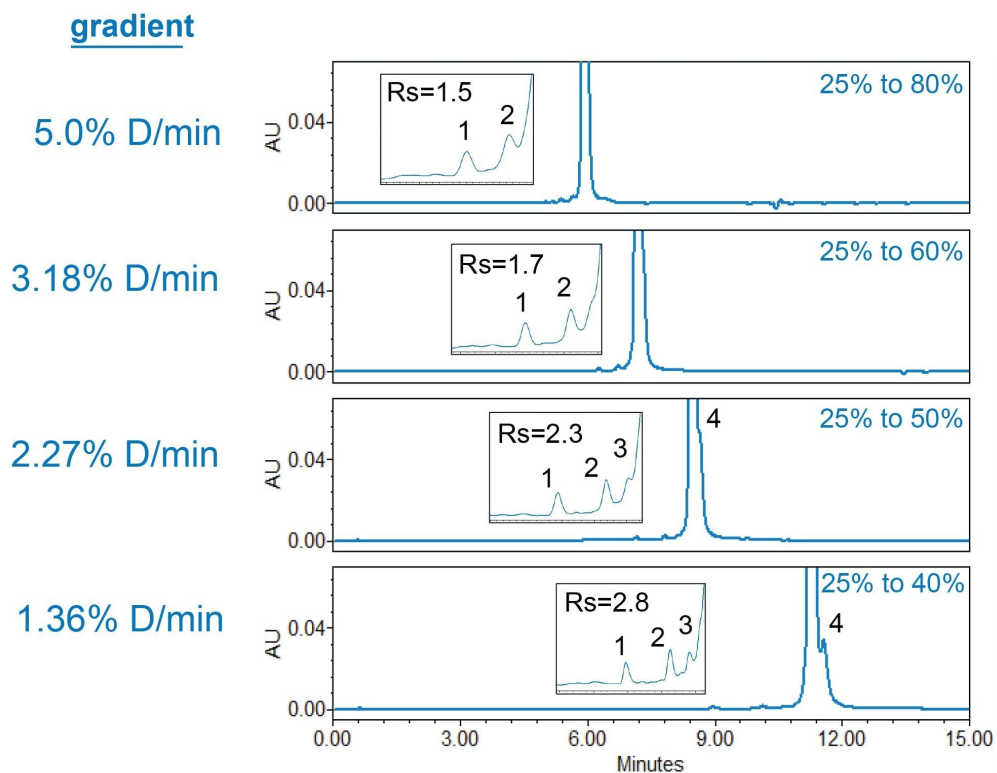 gradient
5.0% D/min
25% to 80%
Rs=1.5
1
2
AU
0.04
0.00
3.18% D/min
25% to 60%
Rs=1.7
1
2
AU
0.04
0.00
2.27% D/min
25% to 50%
Rs=2.3
1
2
3
4
AU
0.04
0.00
1.36% D/min
25% to 40%
Rs=2.8
1
2
3
4
AU
0.04
0.00
0.00 3.00 6.00 9.00 12.00 15.00
Minutes